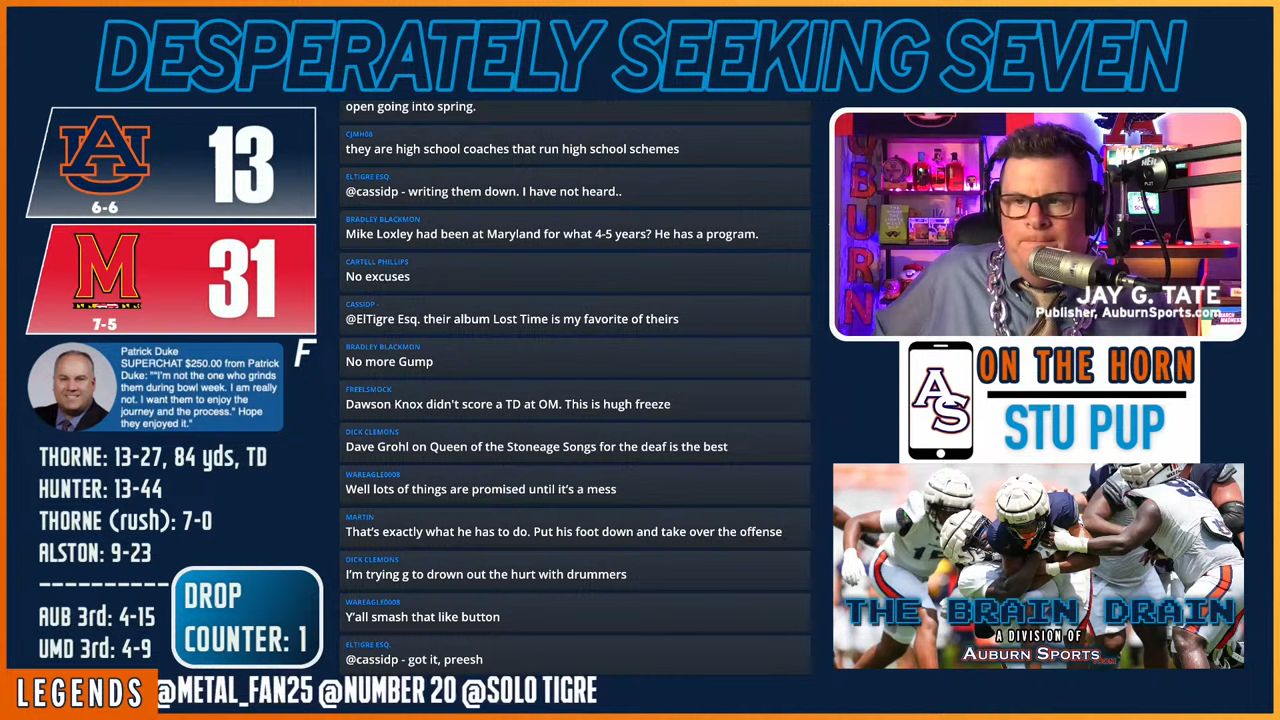 DESPERATELY SEEKING SEVEN
AU
13
6-6
M
31
7-5
F
Patrick Duke
SUPERCHAT $250.00 from Patrick
Duke: ""I'm not the one who grinds
them during bowl week. I am really
not. I want them to enjoy the
journey and the process." Hope
they enjoyed it."
THORNE: 13-27, 84 yds, TD
HUNTER: 13-44
THORNE (rush): 7-0
ALSTON: 9-23
----------
AUB 3rd: 4-15
UMD 3rd: 4-9
DROP
COUNTER: 1
open going into spring.
CJMH06
they are high school coaches that run high school schemes
ELTIGRE ESQ.
@cassidp - writing them down. I have not heard..
BRADLEY BLACKMON
Mike Loxley had been at Maryland for what 4-5 years? He has a program.
CARTELL PHILLIPS
No excuses
CASSIDP -
@ElTigre Esq. their album Lost Time is my favorite of theirs
BRADLEY BLACKMON
No more Gump
FREELSMOCK
Dawson Knox didn't score a TD at OM. This is hugh freeze
DICK CLEMONS
Dave Grohl on Queen of the Stoneage Songs for the deaf is the best
WAREAGLE0008
Well lots of things are promised until it's a mess
MARTIN
That's exactly what he has to do. Put his foot down and take over the offense
DICK CLEMONS
I'm trying g to drown out the hurt with drummers
WAREAGLE0008
Y'all smash that like button
ELTIGRE ESQ.
@cassidp - got it, preesh
BURN
JAY G. TATE
Publisher, AuburnSports.com
AS
ON THE HORN
STU PUP
THE BRAIN DRAIN
A DIVISION OF
AUBURN SPORTS
LEGENDS
@METAL_FAN25 @NUMBER 20 @SOLO TIGRE